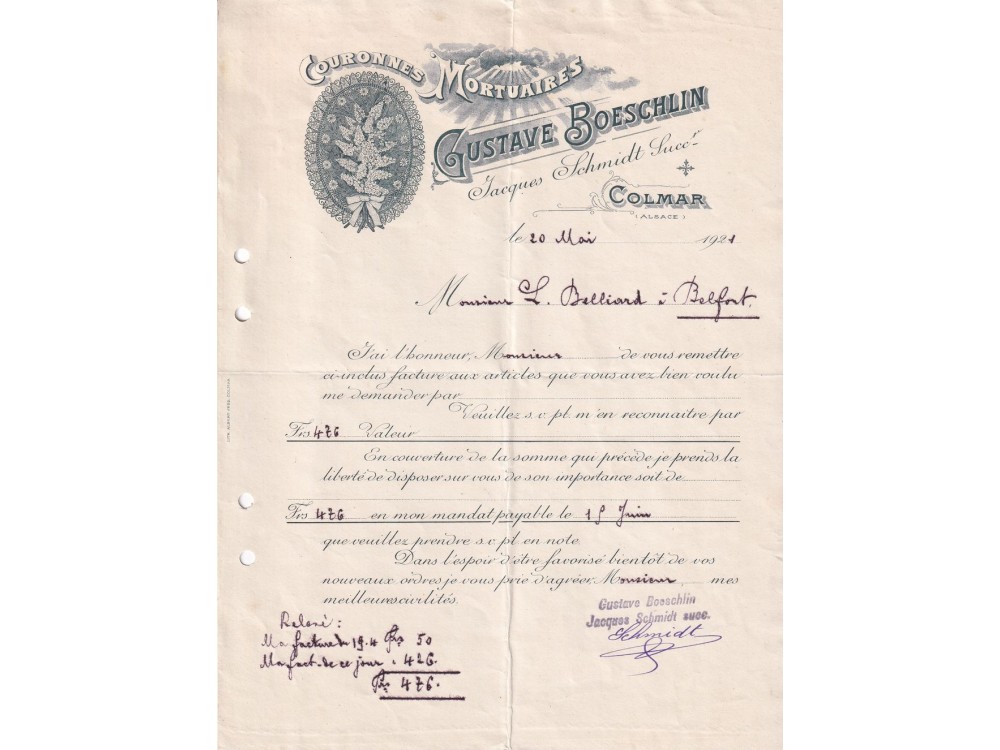 COURONNES MORTUAIRES
GUSTAVE BOESCHLIN
Jacques Schmidt Succr
COLMAR
(ALSACE)
le 20 Mai 1921
Monsieur L. Belliard à Belfort.
J'ai l'honneur, Monsieur de vous remettre
ci-inclus facture aux articles que vous avez bien voulu
me demander par
Veuillez s. v. pl. m'en reconnaitre par
Frs 476 Valeur
En couverture de la somme qui précède je prends la
liberté de disposer sur vous de son importance soit de
Frs 476 en mon mandat payable le 15 Juin
que veuillez prendre s. v. pl. en note.
Dans l'espoir d'être favorisé bientôt de vos
nouveaux ordres je vous prie d'agréer, Monsieur, mes
meilleures civilités.
Gustave Boeschlin
Jacques Schmidt succ.
Schmidt
Relevé :
Ma facture 19.4 Frs 50
Ma fact. de ce jour " 426.
Frs 476.